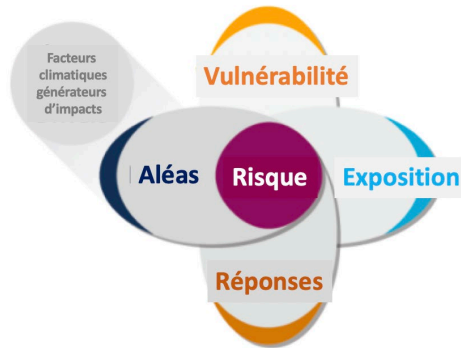 Facteurs
climatiques
générateurs
d'impacts
Vulnérabilité
Aléas
Risque
Exposition
Réponses